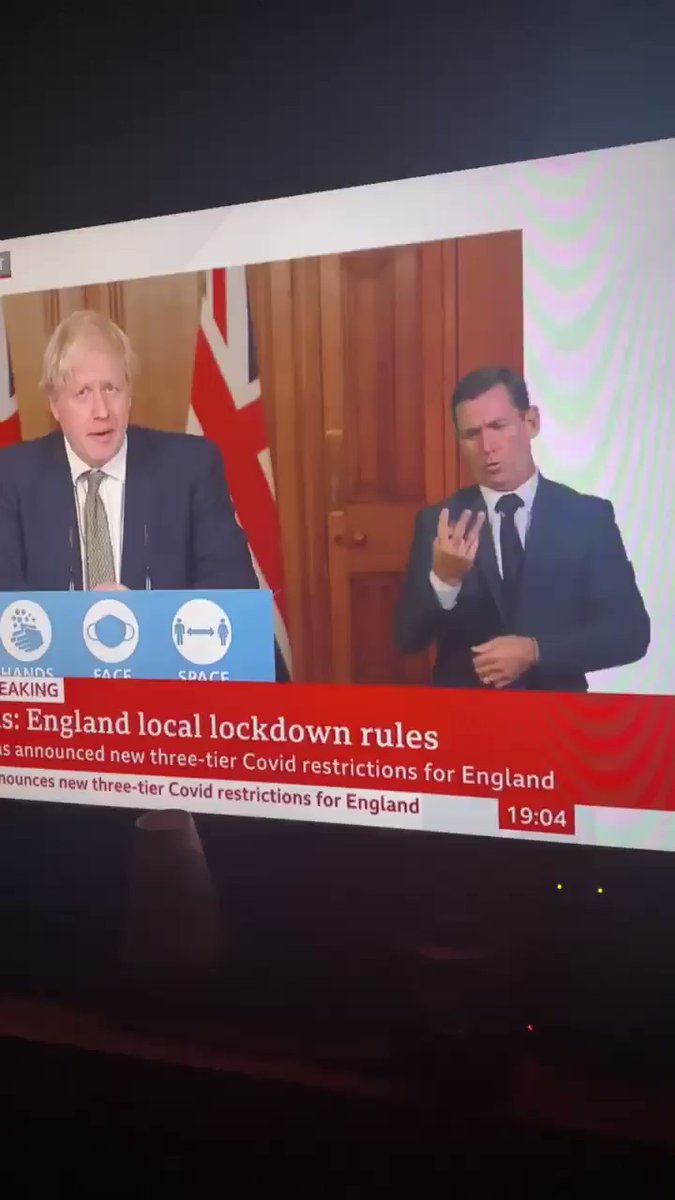 HANDS FACE SPACE
EAKING
s: England local lockdown rules
s announced new three-tier Covid restrictions for England
nounces new three-tier Covid restrictions for England
19:04